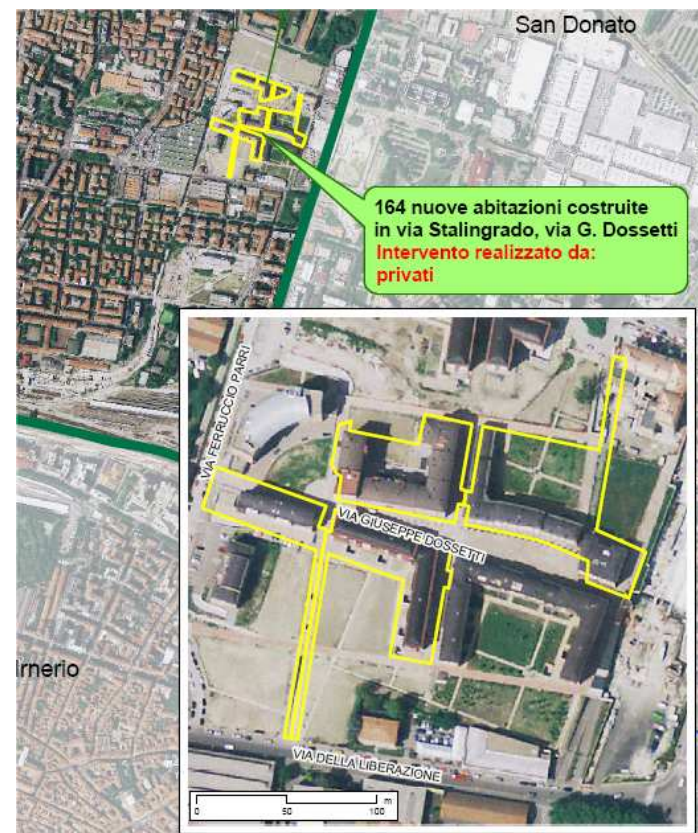 San Donato
164 nuove abitazioni costruite
in via Stalingrado, via G. Dossetti
Intervento realizzato da:
privati
VIA FERRUCCIO PARRI
VIA GIUSEPPE DOSSETTI
Irnerio
VIA DELLA LIBERAZIONE
m
0 50 100